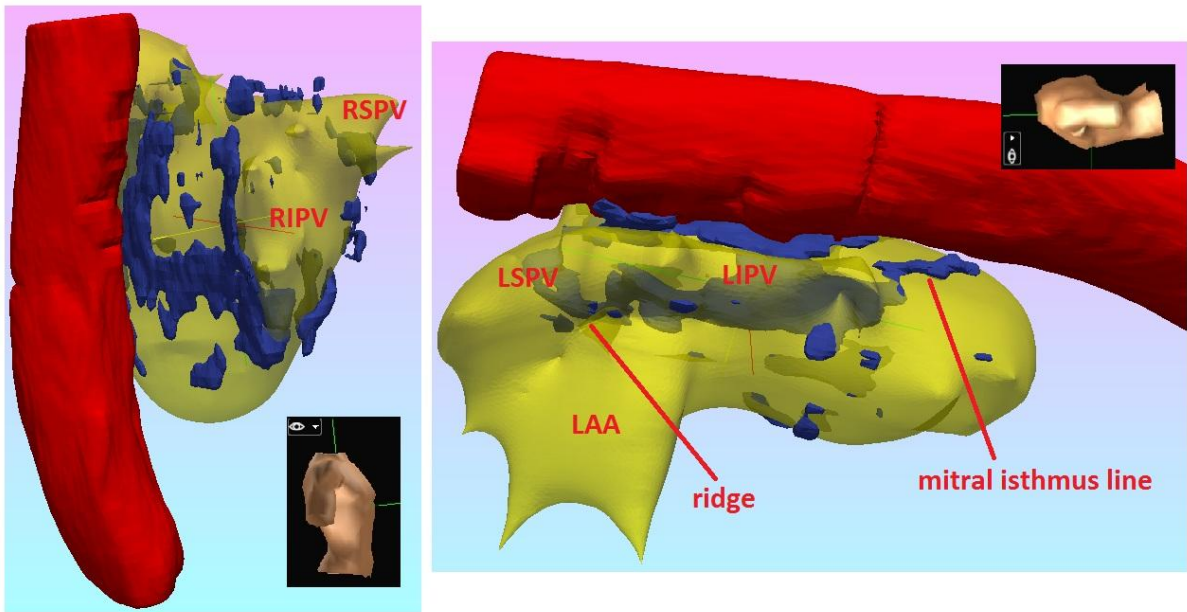 RSPV
RIPV
LSPV
LIPV
LAA
ridge
mitral isthmus line